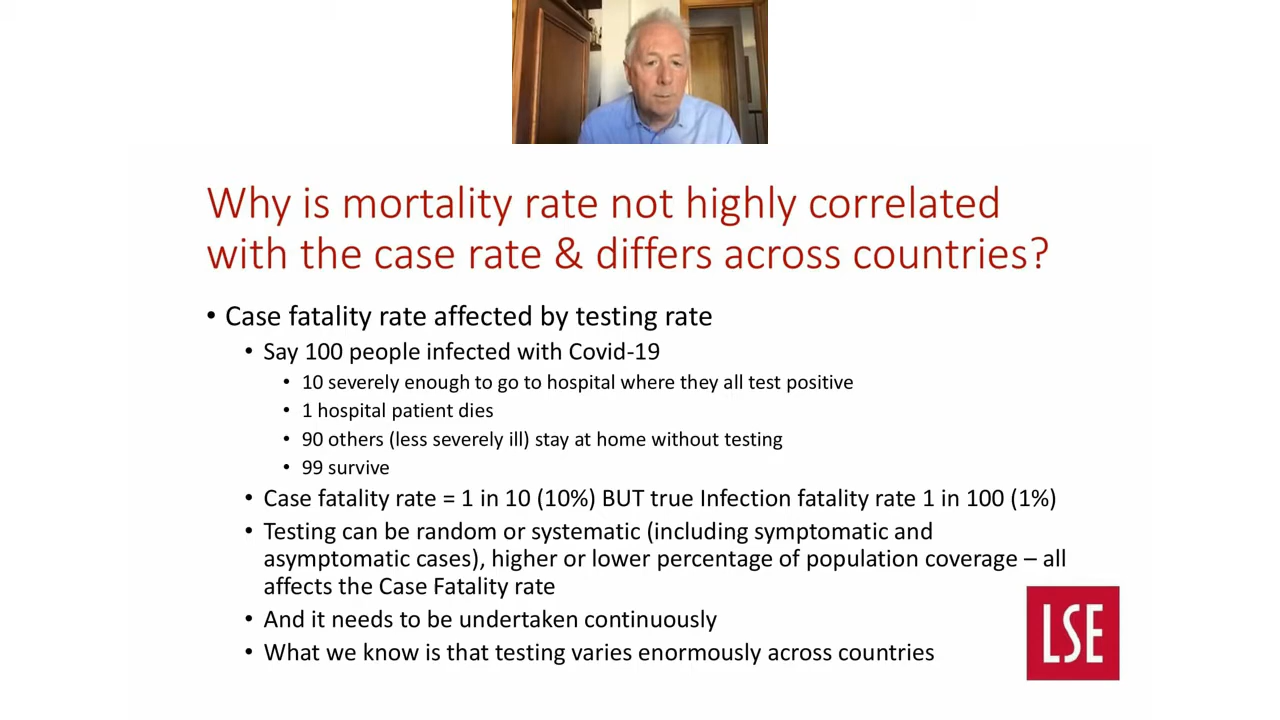 Why is mortality rate not highly correlated
with the case rate & differs across countries?
• Case fatality rate affected by testing rate
• Say 100 people infected with Covid-19
• 10 severely enough to go to hospital where they all test positive
• 1 hospital patient dies
• 90 others (less severely ill) stay at home without testing
• 99 survive
• Case fatality rate = 1 in 10 (10%) BUT true Infection fatality rate 1 in 100 (1%)
• Testing can be random or systematic (including symptomatic and
asymptomatic cases), higher or lower percentage of population coverage – all
affects the Case Fatality rate
• And it needs to be undertaken continuously
• What we know is that testing varies enormously across countries
LSE